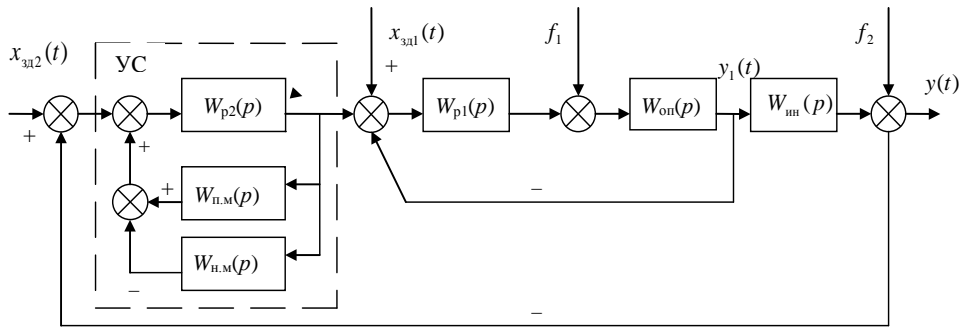 x_зд2(t)
УС
x_зд1(t)
f_1
y_1(t)
f_2
y(t)
W_р2(p)
W_р1(p)
W_оп(p)
W_ин(p)
+
+
+
+
W_п.м(p)
W_н.м(p)
−
−
−